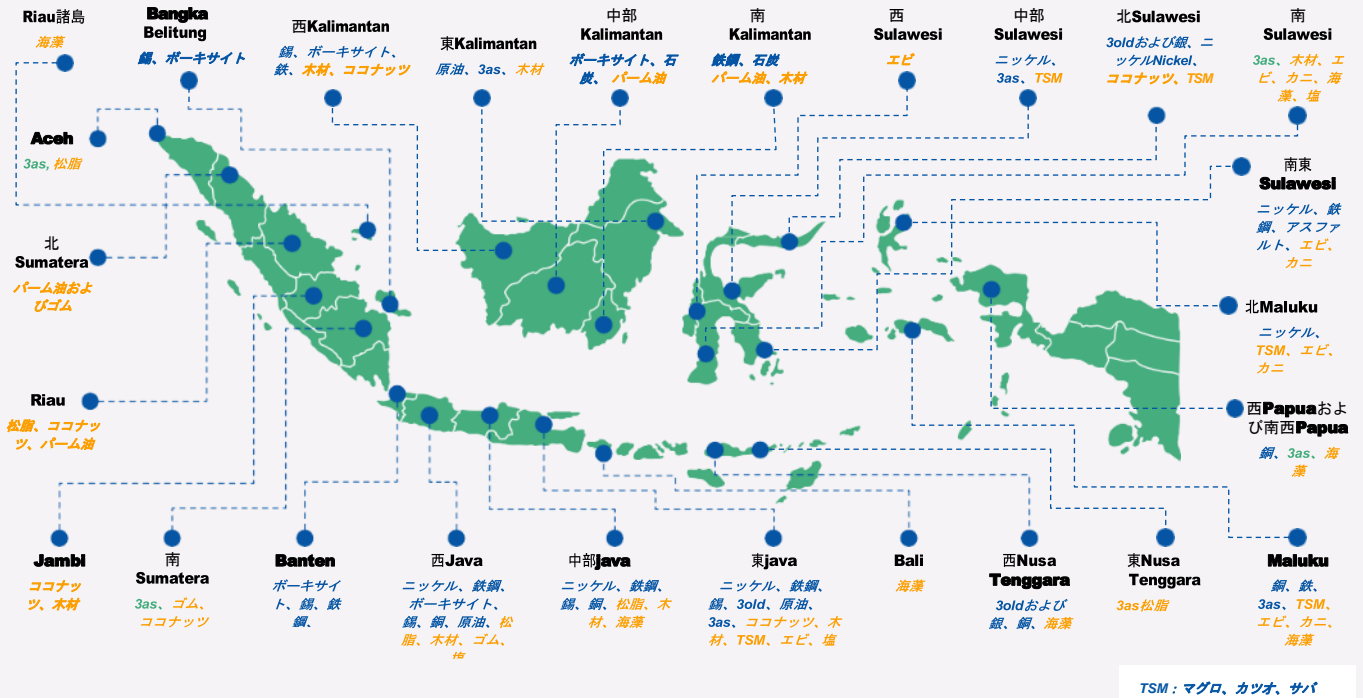 Riau諸島
海藻
Bangka
Belitung
錫、ボーキサイト
西Kalimantan
錫、ボーキサイト、
鉄、木材、ココナッツ
東Kalimantan
原油、3as、木材
中部
Kalimantan
ボーキサイト、石
炭、パーム油
南
Kalimantan
鉄鋼、石炭
パーム油、木材
西
Sulawesi
エビ
中部
Sulawesi
ニッケル、
3as、TSM
北Sulawesi
3oldおよび銀、ニ
ッケルNickel、
ココナッツ、TSM
南
Sulawesi
3as、木材、エ
ビ、カニ、海
藻、塩
Aceh
3as, 松脂
北
Sumatera
パーム油およ
びゴム
Riau
松脂、ココナッ
ツ、パーム油
南東
Sulawesi
ニッケル、鉄
鋼、アスファ
ルト、エビ、
カニ
北Maluku
ニッケル、
TSM、エビ、
カニ
西Papuaおよ
び南西Papua
銅、3as、海
藻
Jambi
ココナッ
ツ、木材
南
Sumatera
3as、ゴム、
ココナッツ
Banten
ボーキサイ
ト、錫、鉄
鋼、
西Java
ニッケル、鉄鋼、
ボーキサイト、
錫、銅、原油、松
脂、木材、ゴム、
塩
中部java
ニッケル、鉄鋼、
錫、銅、松脂、木
材、海藻
東java
ニッケル、鉄鋼、
錫、3old、原油、
3as、ココナッツ、木
材、TSM、エビ、塩
Bali
海藻
西Nusa
Tenggara
3oldおよび
銀、銅、海藻
東Nusa
Tenggara
3as松脂
Maluku
銅、鉄、
3as、TSM、
エビ、カニ、
海藻
TSM：マグロ、カツオ、サバ